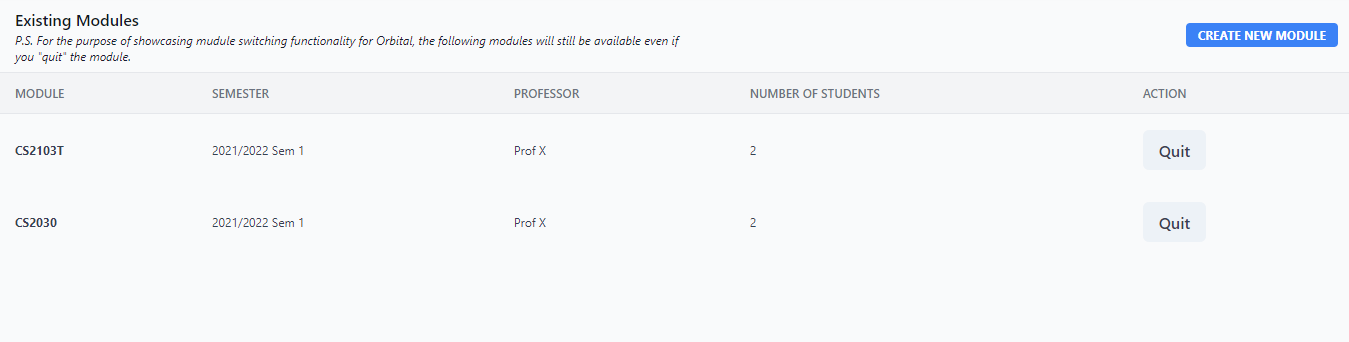 Existing Modules
P.S. For the purpose of showcasing mudule switching functionality for Orbital, the following modules will still be available even if
you "quit" the module.
CREATE NEW MODULE
MODULE SEMESTER PROFESSOR NUMBER OF STUDENTS ACTION
CS2103T 2021/2022 Sem 1 Prof X 2 Quit
CS2030 2021/2022 Sem 1 Prof X 2 Quit